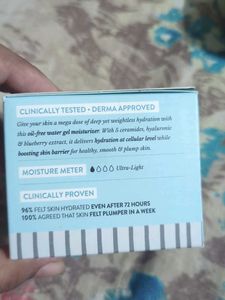 CLINICALLY TESTED • DERMA APPROVED
Give your skin a mega dose of deep yet weightless hydration with
this oil-free water gel moisturizer. With 5 ceramides, hyaluronic
& blueberry extract, it delivers hydration at cellular level while
boosting skin barrier for healthy, smooth & plump skin.
MOISTURE METER
Ultra-Light
CLINICALLY PROVEN
96% FELT SKIN HYDRATED EVEN AFTER 72 HOURS
100% AGREED THAT SKIN FELT PLUMPER IN A WEEK